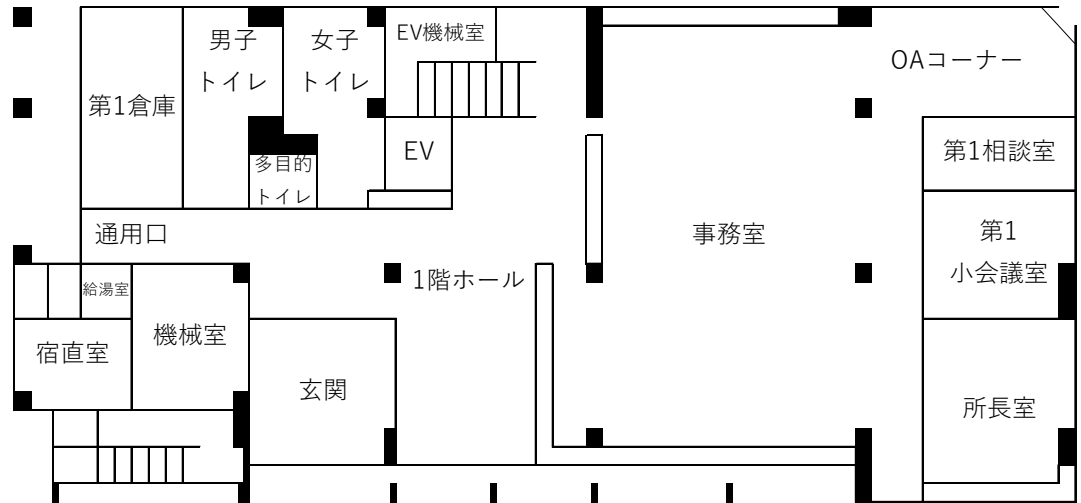 男子
トイレ
女子
トイレ
EV機械室
OAコーナー
第1倉庫
EV
多目的
トイレ
第1相談室
通用口
事務室
第1
小会議室
給湯室
1階ホール
宿直室
機械室
玄関
所長室